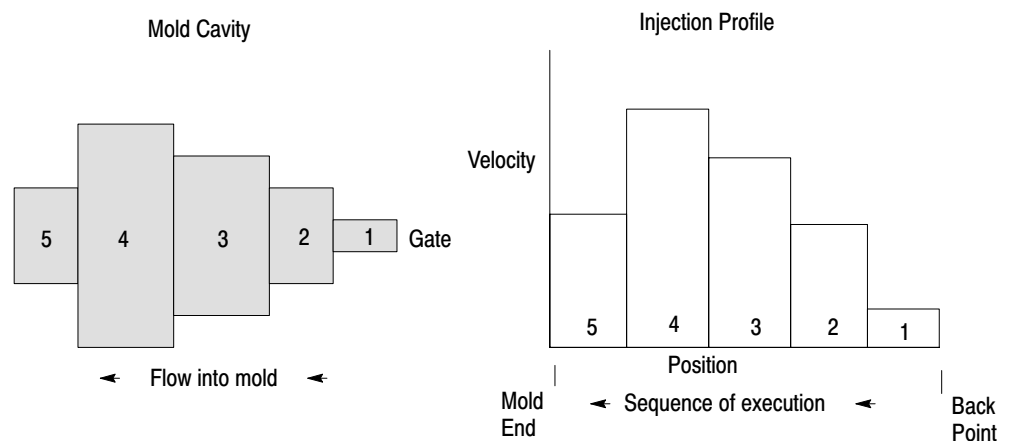 Mold Cavity
5
4
3
2
1
Gate
Flow into mold
Injection Profile
Velocity
5
4
3
2
1
Position
Mold
End
Sequence of execution
Back
Point